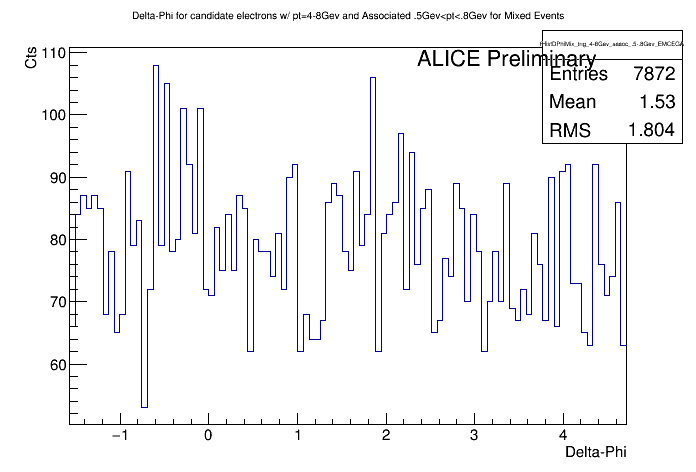 Delta-Phi for candidate electrons w/ pt=4-8Gev and Associated .5Gev<pt<.8Gev for Mixed Events
Cts
ALICE Preliminary
Entries 7872
Mean 1.53
RMS 1.804
110
100
90
80
70
60
−1 0 1 2 3 4
Delta-Phi